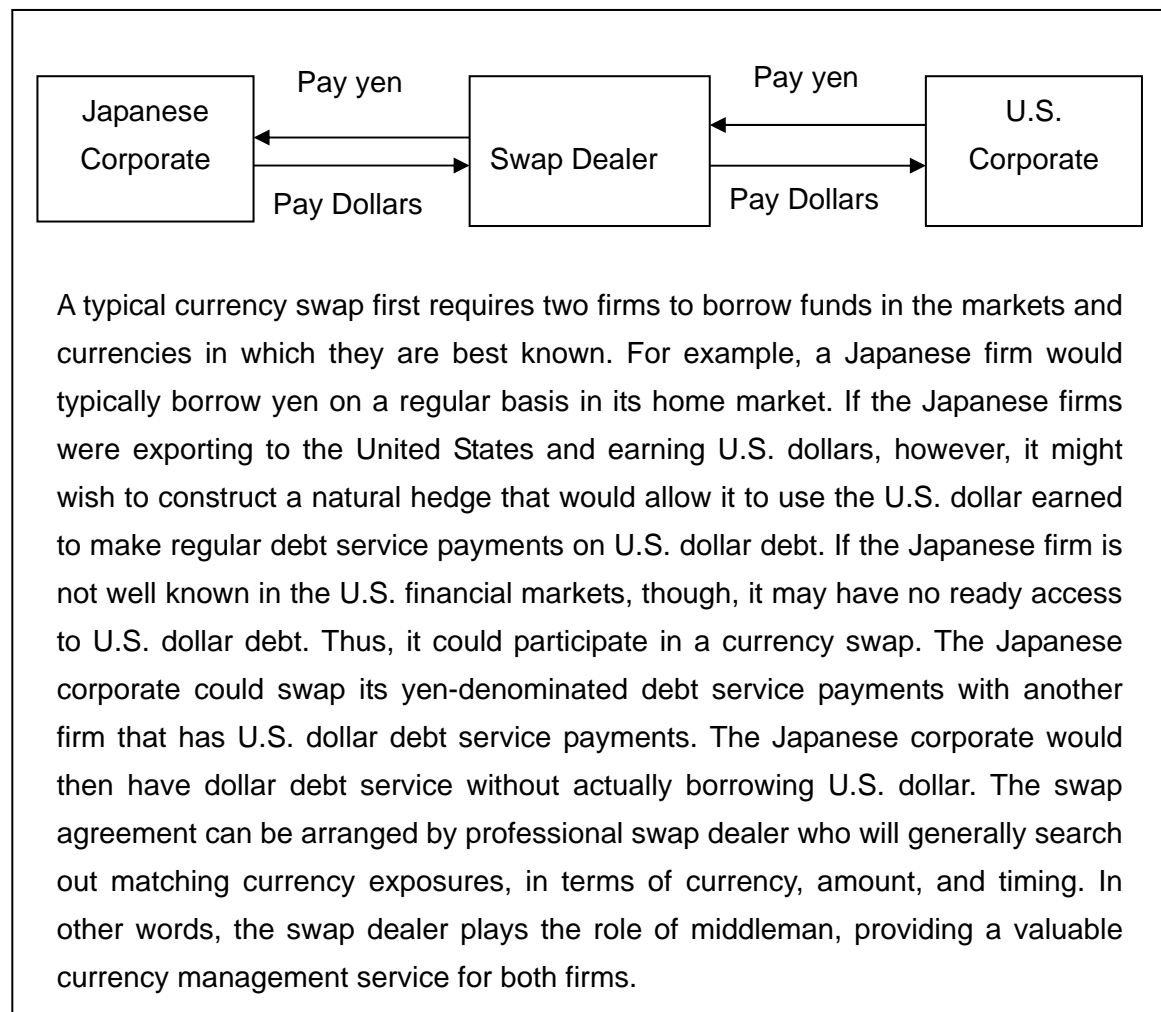 Pay yen
Pay yen
Japanese
Corporate
Swap Dealer
U.S.
Corporate
Pay Dollars
Pay Dollars
A typical currency swap first requires two firms to borrow funds in the markets and
currencies in which they are best known. For example, a Japanese firm would
typically borrow yen on a regular basis in its home market. If the Japanese firms
were exporting to the United States and earning U.S. dollars, however, it might
wish to construct a natural hedge that would allow it to use the U.S. dollar earned
to make regular debt service payments on U.S. dollar debt. If the Japanese firm is
not well known in the U.S. financial markets, though, it may have no ready access
to U.S. dollar debt. Thus, it could participate in a currency swap. The Japanese
corporate could swap its yen-denominated debt service payments with another
firm that has U.S. dollar debt service payments. The Japanese corporate would
then have dollar debt service without actually borrowing U.S. dollar. The swap
agreement can be arranged by professional swap dealer who will generally search
out matching currency exposures, in terms of currency, amount, and timing. In
other words, the swap dealer plays the role of middleman, providing a valuable
currency management service for both firms.